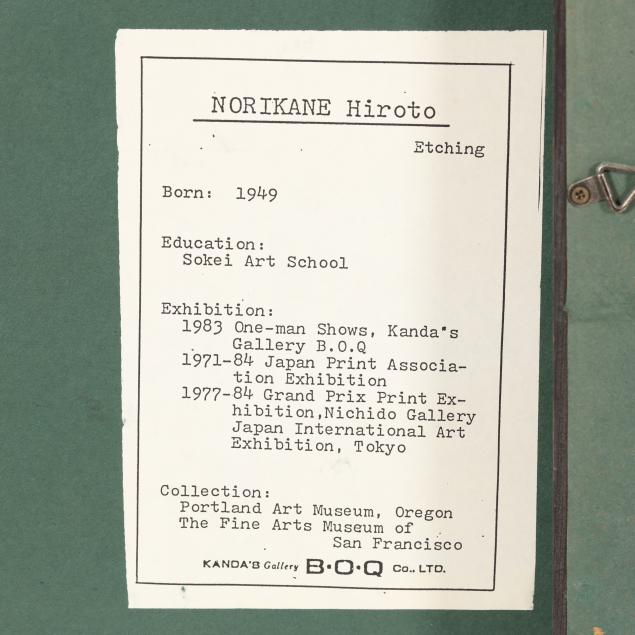 NORIKANE Hiroto
Etching
Born: 1949
Education:
Sokei Art School
Exhibition:
1983 One-man Shows, Kanda's
Gallery B.O.Q
1971-84 Japan Print Associa-
tion Exhibition
1977-84 Grand Prix Print Ex-
hibition,Nichido Gallery
Japan International Art
Exhibition, Tokyo
Collection:
Portland Art Museum, Oregon
The Fine Arts Museum of
San Francisco
KANDA'S Gallery B·O·Q Co., LTD.